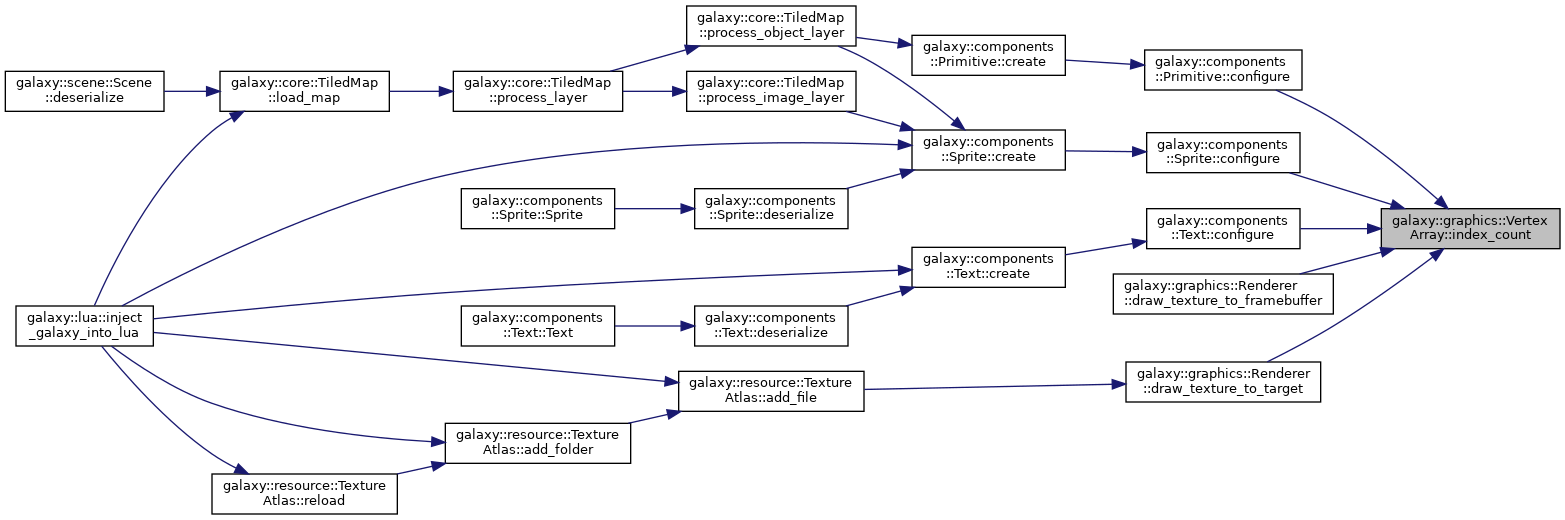 galaxy::core::TiledMap
::process_object_layer
galaxy::components
::Primitive::create
galaxy::components
::Primitive::configure
galaxy::scene::Scene
::deserialize
galaxy::core::TiledMap
::load_map
galaxy::core::TiledMap
::process_layer
galaxy::core::TiledMap
::process_image_layer
galaxy::components
::Sprite::create
galaxy::components
::Sprite::configure
galaxy::components
::Sprite::Sprite
galaxy::components
::Sprite::deserialize
galaxy::components
::Text::configure
galaxy::graphics::Vertex
Array::index_count
galaxy::components
::Text::create
galaxy::graphics::Renderer
::draw_texture_to_framebuffer
galaxy::lua::inject
_galaxy_into_lua
galaxy::components
::Text::Text
galaxy::components
::Text::deserialize
galaxy::resource::Texture
Atlas::add_file
galaxy::graphics::Renderer
::draw_texture_to_target
galaxy::resource::Texture
Atlas::add_folder
galaxy::resource::Texture
Atlas::reload